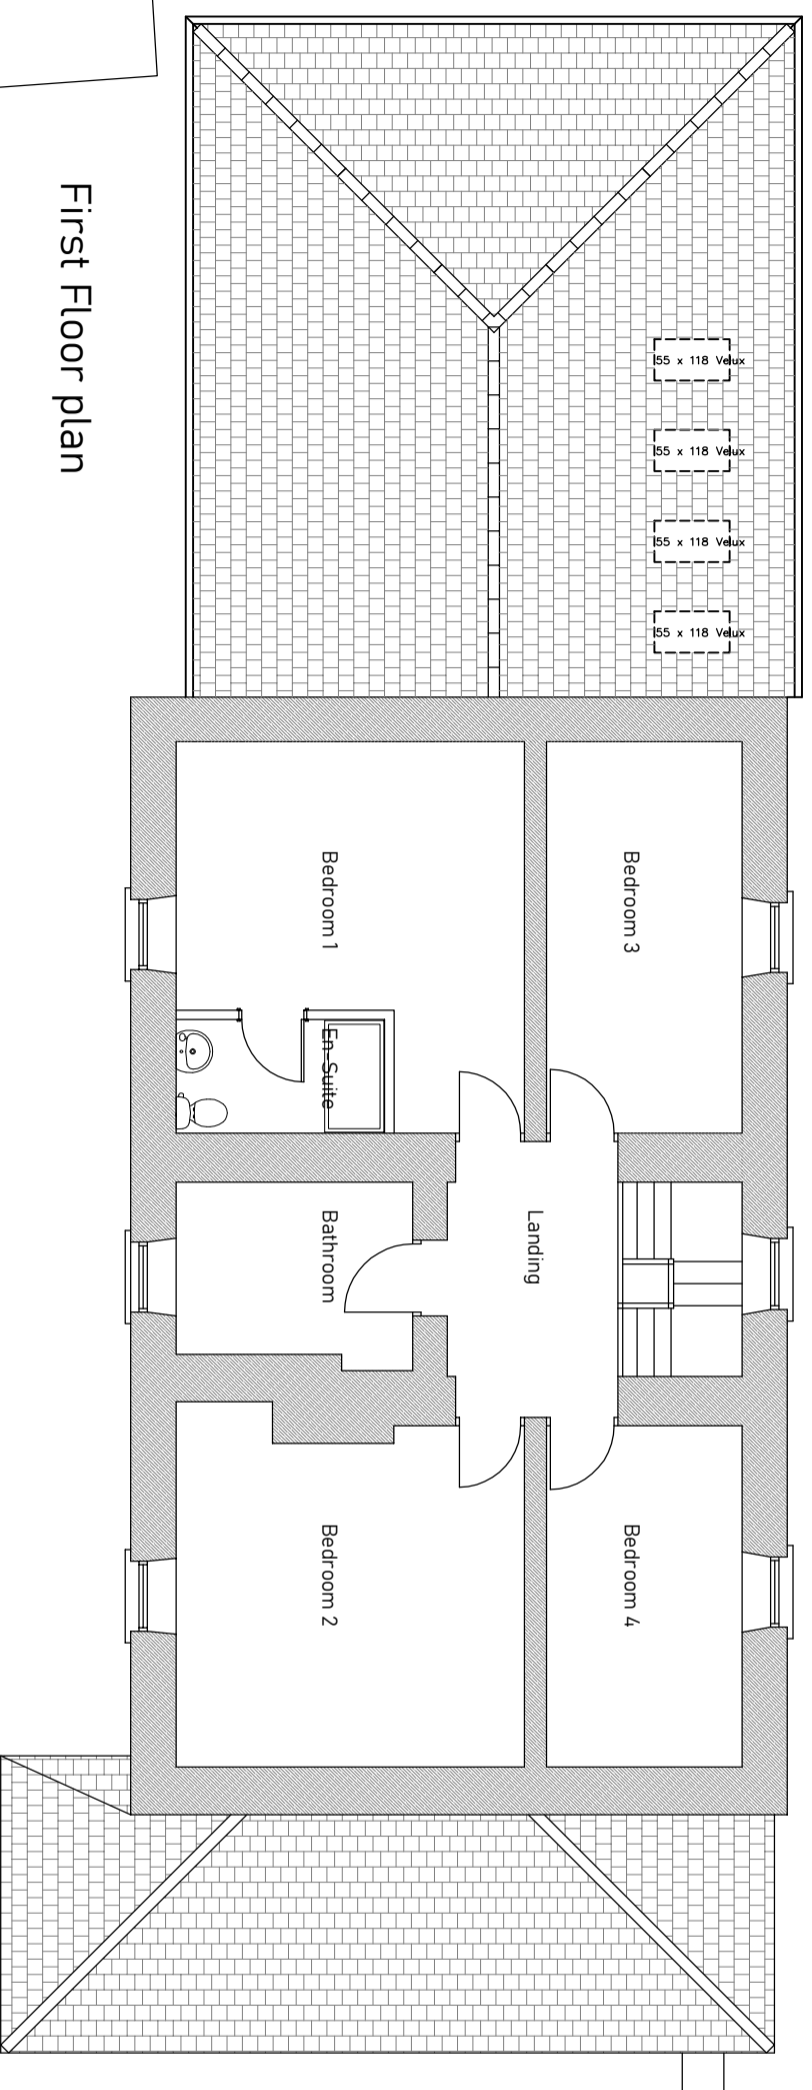 First Floor plan
55 x 118 Velux
55 x 118 Velux
55 x 118 Velux
55 x 118 Velux
Bedroom 3
Bedroom 1
En-Suite
Landing
Bathroom
Bedroom 4
Bedroom 2